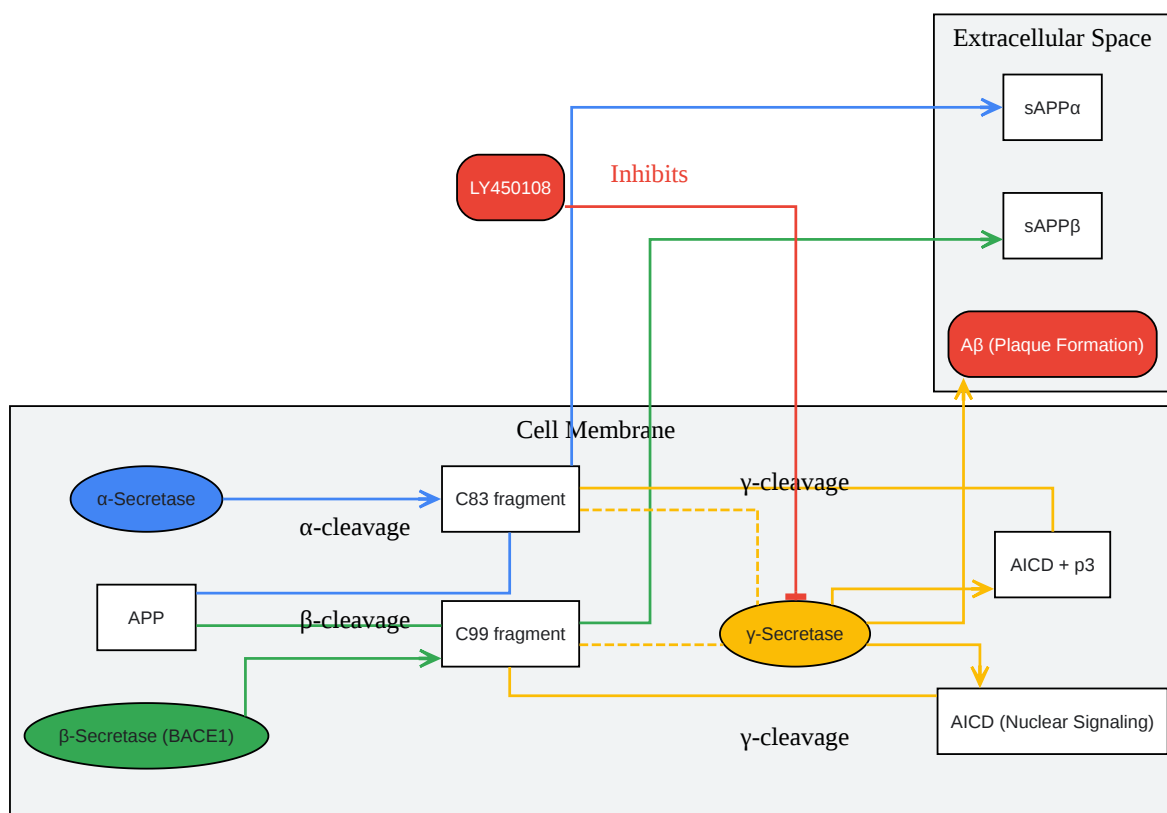 Extracellular Space
sAPPα
LY450108
Inhibits
sAPPβ
Aβ (Plaque Formation)
Cell Membrane
α-Secretase
C83 fragment
γ-cleavage
α-cleavage
AICD + p3
APP
β-cleavage
C99 fragment
γ-Secretase
β-Secretase (BACE1)
γ-cleavage
AICD (Nuclear Signaling)